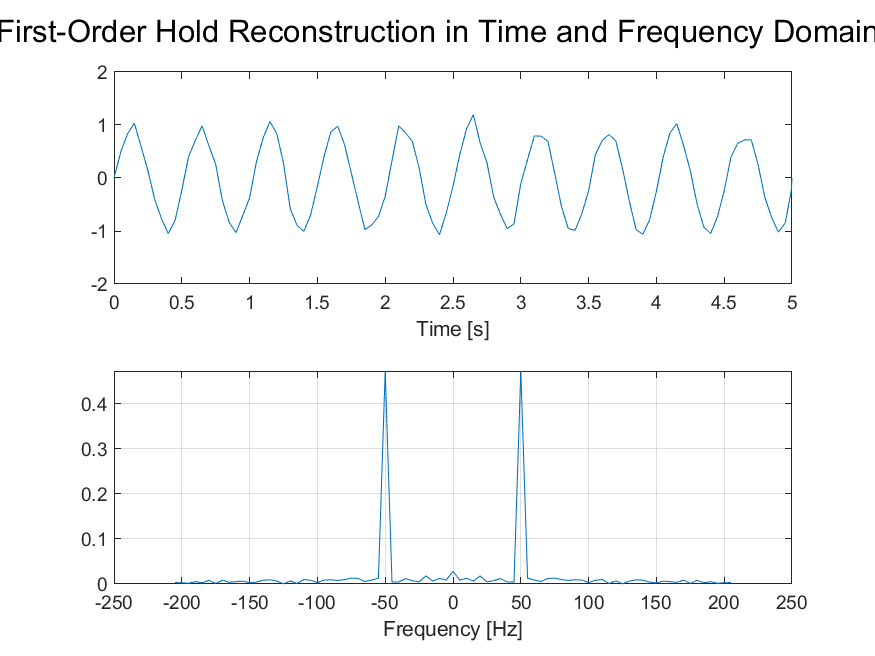 First-Order Hold Reconstruction in Time and Frequency Domain
2
1
0
-1
-2
0 0.5 1 1.5 2 2.5 3 3.5 4 4.5 5
Time [s]
0.4
0.3
0.2
0.1
0
-250 -200 -150 -100 -50 0 50 100 150 200 250
Frequency [Hz]